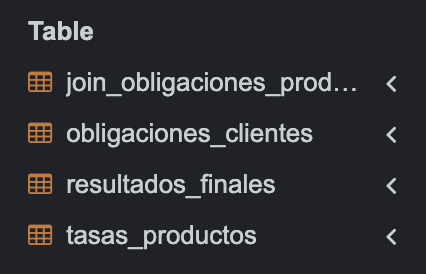 Table
join_obligaciones_prod...
obligaciones_clientes
resultados_finales
tasas_productos